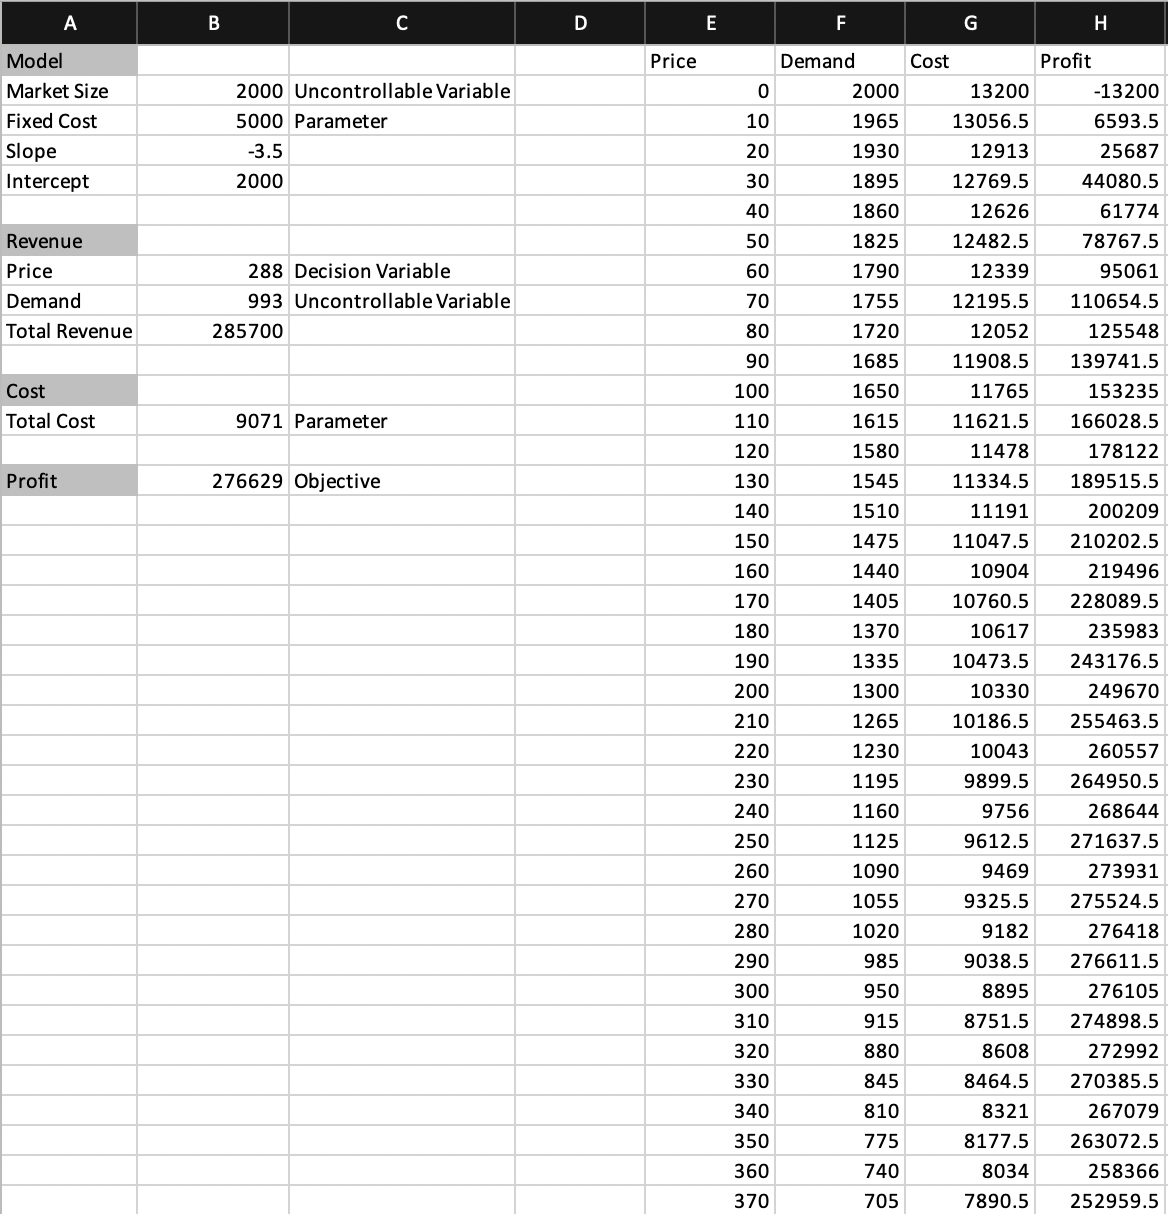 A B C D E F G H
Model Price Demand Cost Profit
Market Size 2000 Uncontrollable Variable 0 2000 13200 -13200
Fixed Cost 5000 Parameter 10 1965 13056.5 6593.5
Slope -3.5 20 1930 12913 25687
Intercept 2000 30 1895 12769.5 44080.5
40 1860 12626 61774
Revenue 50 1825 12482.5 78767.5
Price 288 Decision Variable 60 1790 12339 95061
Demand 993 Uncontrollable Variable 70 1755 12195.5 110654.5
Total Revenue 285700 80 1720 12052 125548
90 1685 11908.5 139741.5
Cost 100 1650 11765 153235
Total Cost 9071 Parameter 110 1615 11621.5 166028.5
120 1580 11478 178122
Profit 276629 Objective 130 1545 11334.5 189515.5
140 1510 11191 200209
150 1475 11047.5 210202.5
160 1440 10904 219496
170 1405 10760.5 228089.5
180 1370 10617 235983
190 1335 10473.5 243176.5
200 1300 10330 249670
210 1265 10186.5 255463.5
220 1230 10043 260557
230 1195 9899.5 264950.5
240 1160 9756 268644
250 1125 9612.5 271637.5
260 1090 9469 273931
270 1055 9325.5 275524.5
280 1020 9182 276418
290 985 9038.5 276611.5
300 950 8895 276105
310 915 8751.5 274898.5
320 880 8608 272992
330 845 8464.5 270385.5
340 810 8321 267079
350 775 8177.5 263072.5
360 740 8034 258366
370 705 7890.5 252959.5